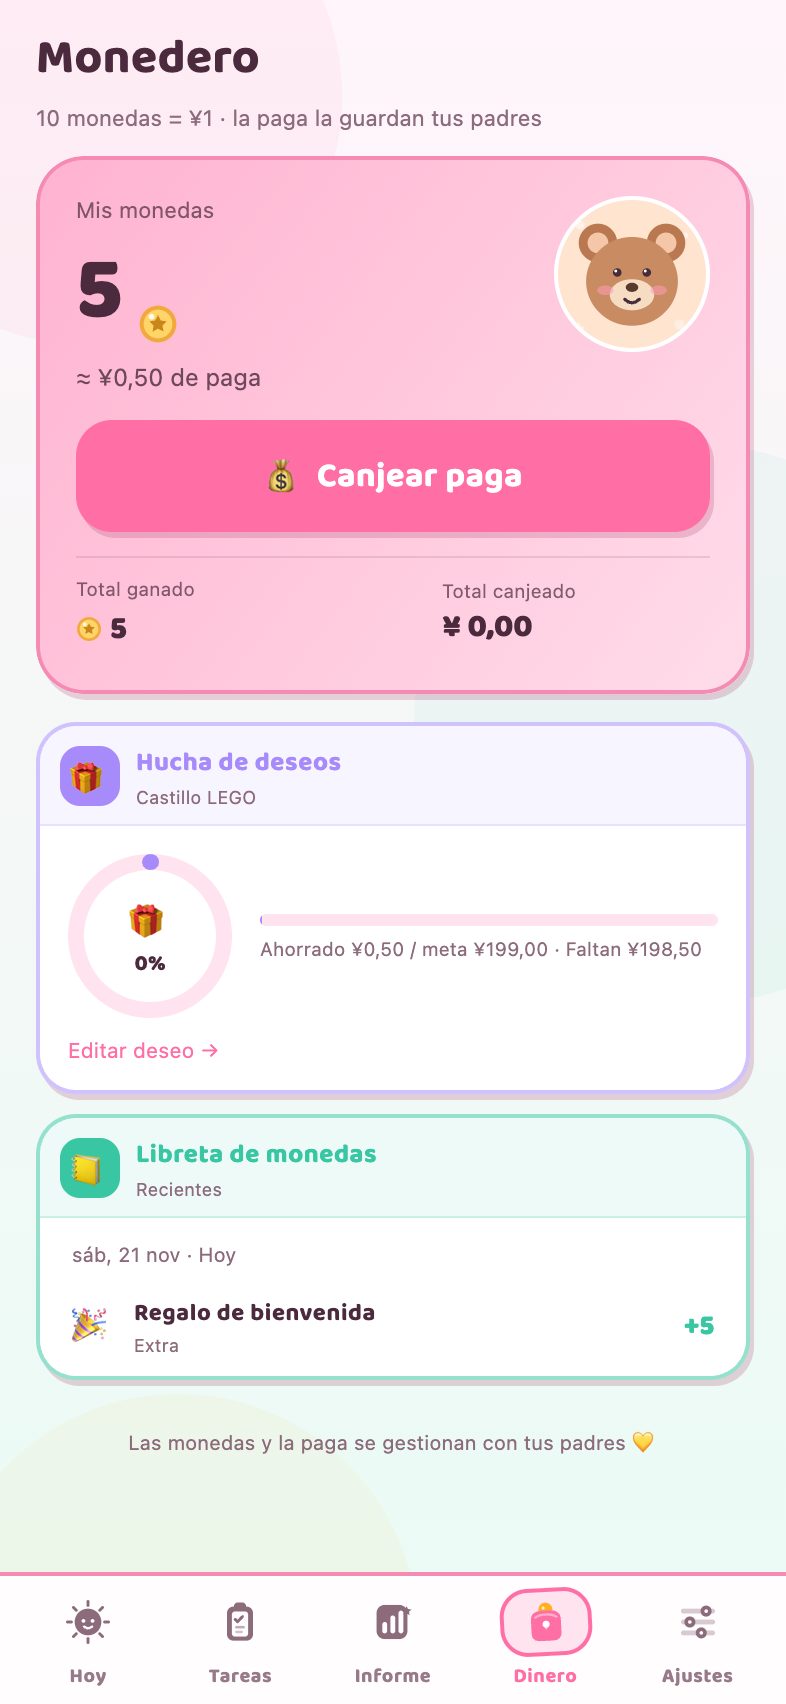 Monedero
10 monedas = ¥1 · la paga la guardan tus padres
Mis monedas
5
≈ ¥0,50 de paga
Canjear paga
Total ganado
5
Total canjeado
¥ 0,00
Hucha de deseos
Castillo LEGO
0%
Ahorrado ¥0,50 / meta ¥199,00 · Faltan ¥198,50
Editar deseo →
Libreta de monedas
Recientes
sáb, 21 nov · Hoy
Regalo de bienvenida
Extra
+5
Las monedas y la paga se gestionan con tus padres 💛
Hoy
Tareas
Informe
Dinero
Ajustes